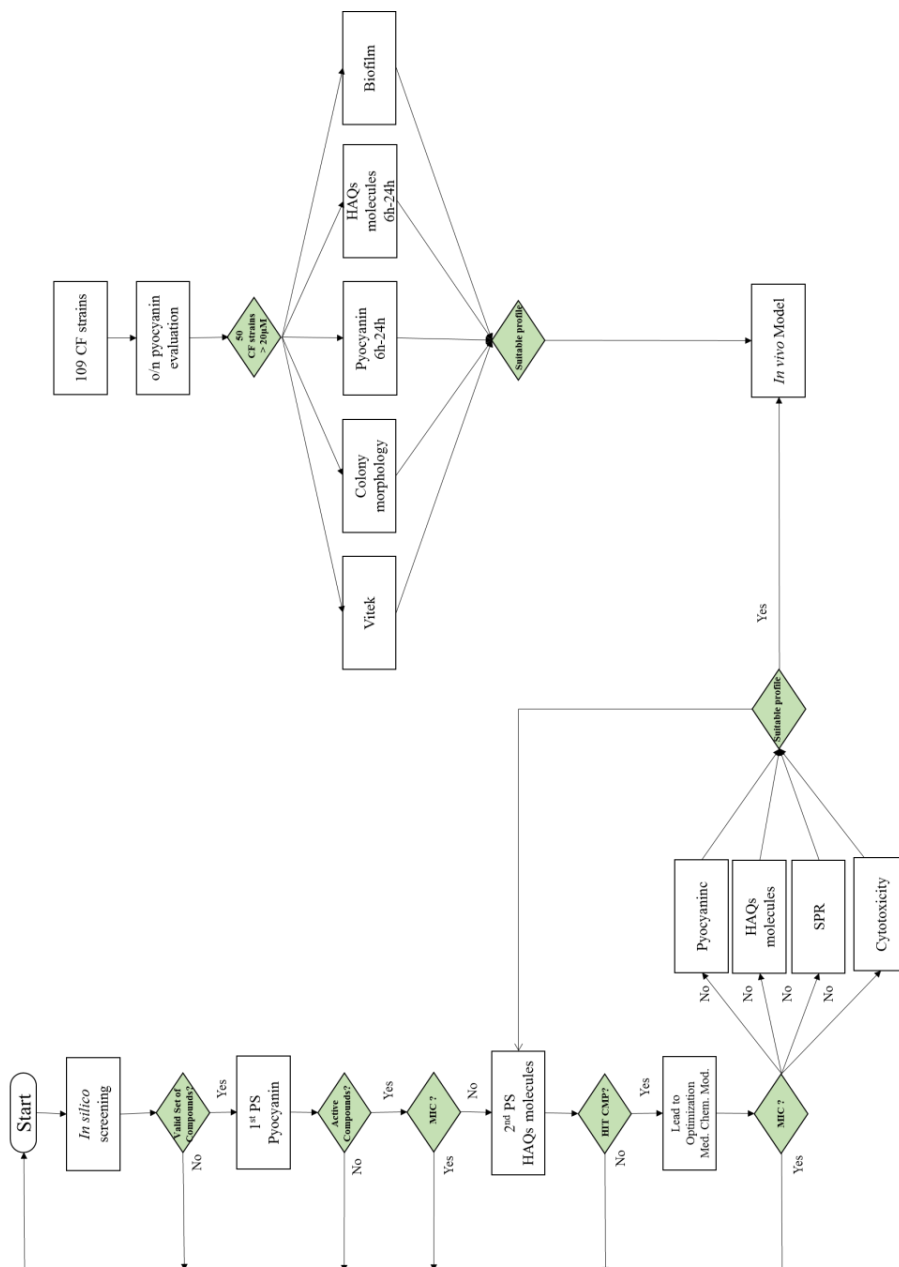 Start
In silico
screening
Valid Set of
Compounds?
No
Yes
1st PS
Pyocyanin
Active
Compounds?
No
Yes
MIC ?
Yes
No
2nd PS
HAQs molecules
HIT CMP?
No
Yes
Lead to
Optimization
Med. Chem. Mod.
MIC ?
Yes
No
No
No
Pyocyaninc
HAQs
molecules
SPR
Cytotoxicity
Suitable profile
Yes
109 CF strains
o/n pyocyanin
evaluation
50
CF strains
> 20µM
Vitek
Colony
morphology
Pyocyanin
6h-24h
HAQs
molecules
6h-24h
Biofilm
Suitable profile
In vivo Model